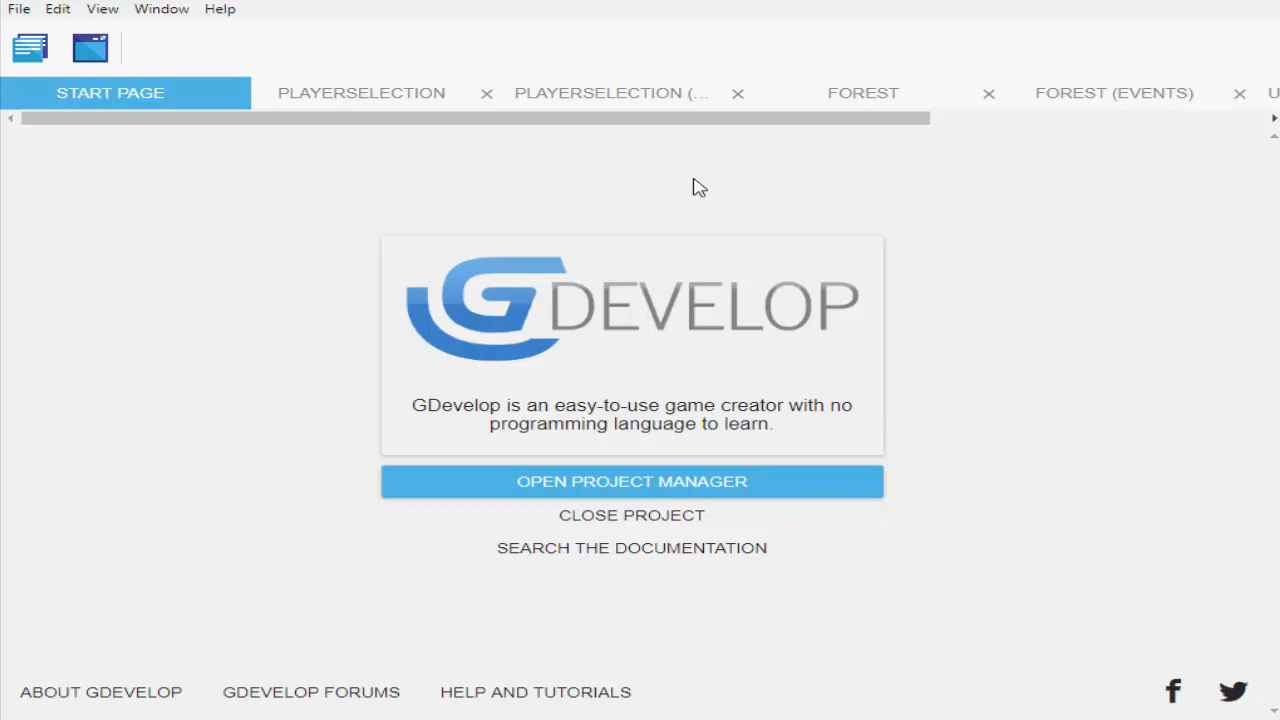 File Edit View Window Help
START PAGE PLAYERSELECTION PLAYERSELECTION (... FOREST FOREST (EVENTS) U
GDEVELOP
GDevelop is an easy-to-use game creator with no
programming language to learn.
OPEN PROJECT MANAGER
CLOSE PROJECT
SEARCH THE DOCUMENTATION
ABOUT GDEVELOP GDEVELOP FORUMS HELP AND TUTORIALS